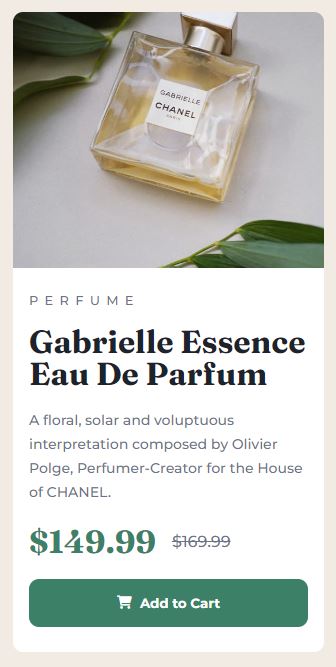 GABRIELLE
CHANEL
PARIS
PERFUME
Gabrielle Essence
Eau De Parfum
A floral, solar and voluptuous
interpretation composed by Olivier
Polge, Perfumer-Creator for the House
of CHANEL.
$149.99 $169.99
Add to Cart